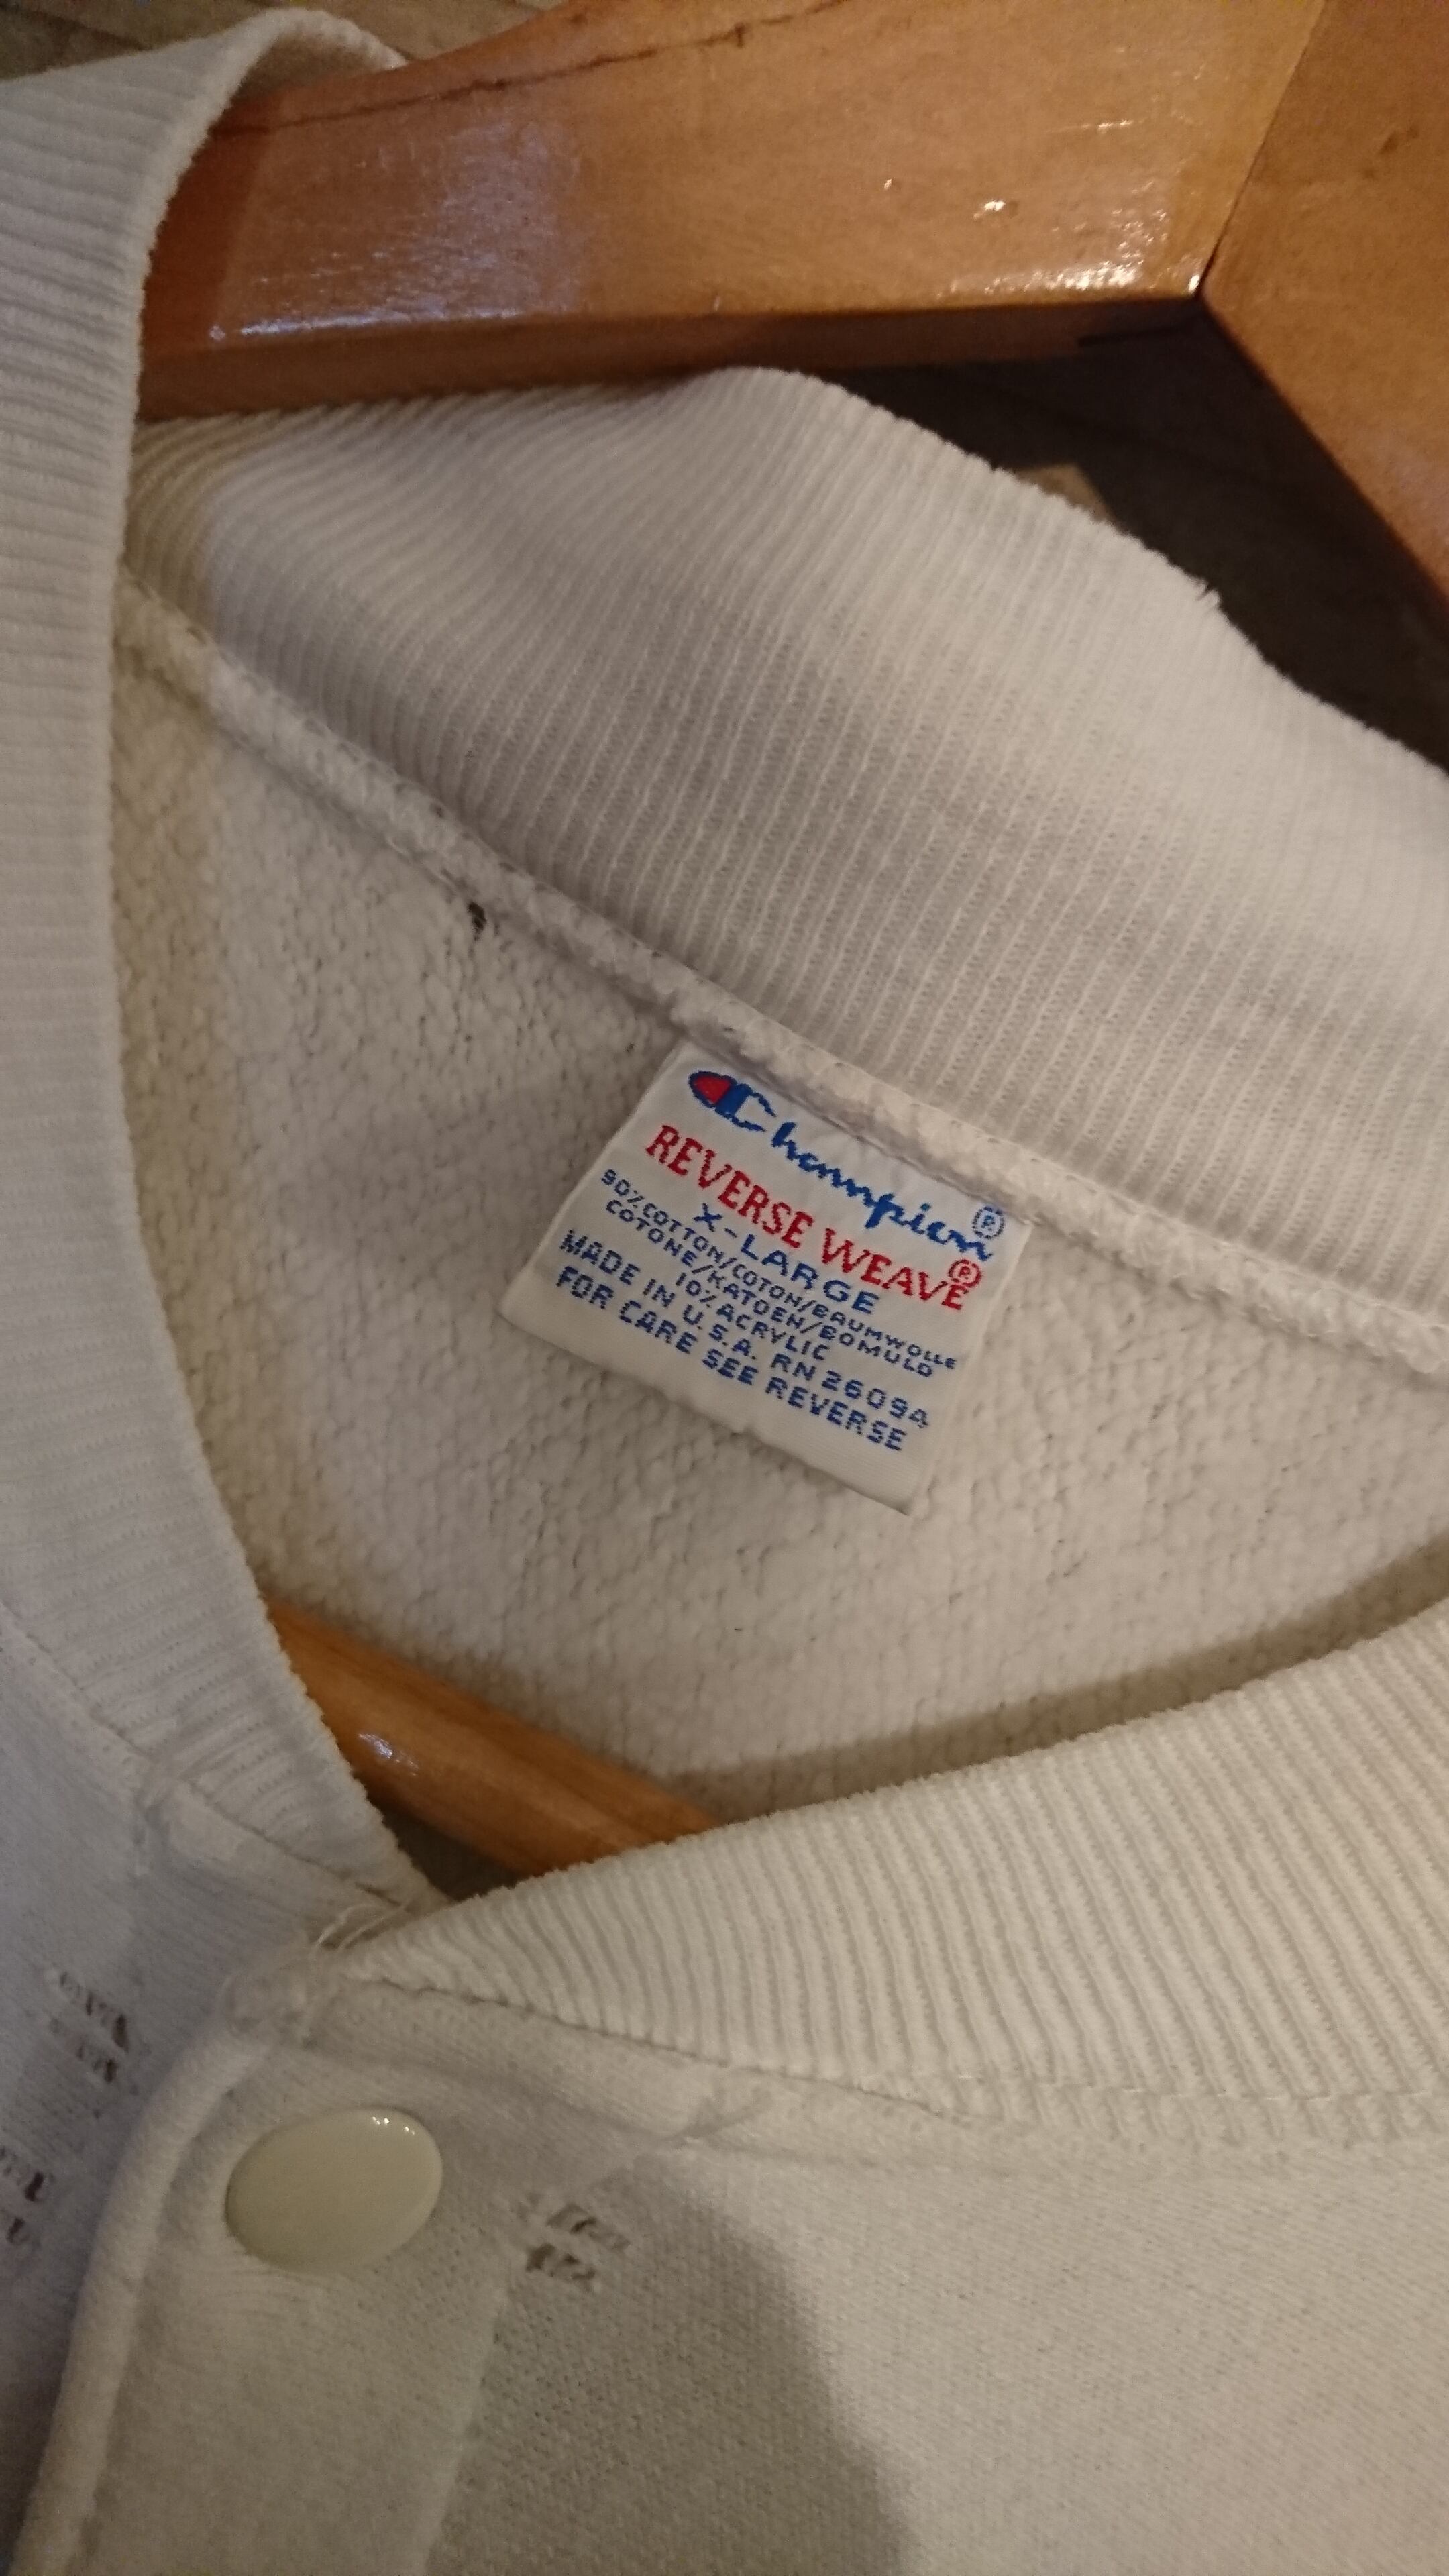 Champion®
REVERSE WEAVE®
X-LARGE
90%COTTON/COTON/BAUMWOLLE
COTONE/KATOEN/BOMULD
10% ACRYLIC
MADE IN U.S.A. RN 26094
FOR CARE SEE REVERSE